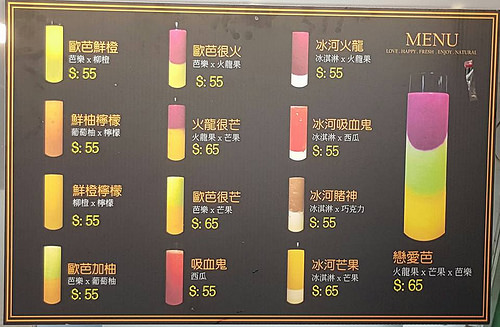 MENU
LOVE . HAPPY . FRESH . ENJOY . NATURAL
歐芭鮮橙
芭樂 x 柳橙
S: 55
鮮柚檸檬
葡萄柚 x 檸檬
S: 55
鮮橙檸檬
柳橙 x 檸檬
S: 55
歐芭加柚
芭樂 x 葡萄柚
S: 55
歐芭很火
芭樂 x 火龍果
S: 55
火龍很芒
火龍果 x 芒果
S: 65
歐芭很芒
芭樂 x 芒果
S: 65
吸血鬼
西瓜
S: 55
冰河火龍
冰淇淋 x 火龍果
S: 55
冰河吸血鬼
冰淇淋 x 西瓜
S: 55
冰河賭神
冰淇淋 x 巧克力
S: 55
冰河芒果
冰淇淋 x 芒果
S: 65
戀愛芭
火龍果 x 芒果 x 芭樂
S: 65